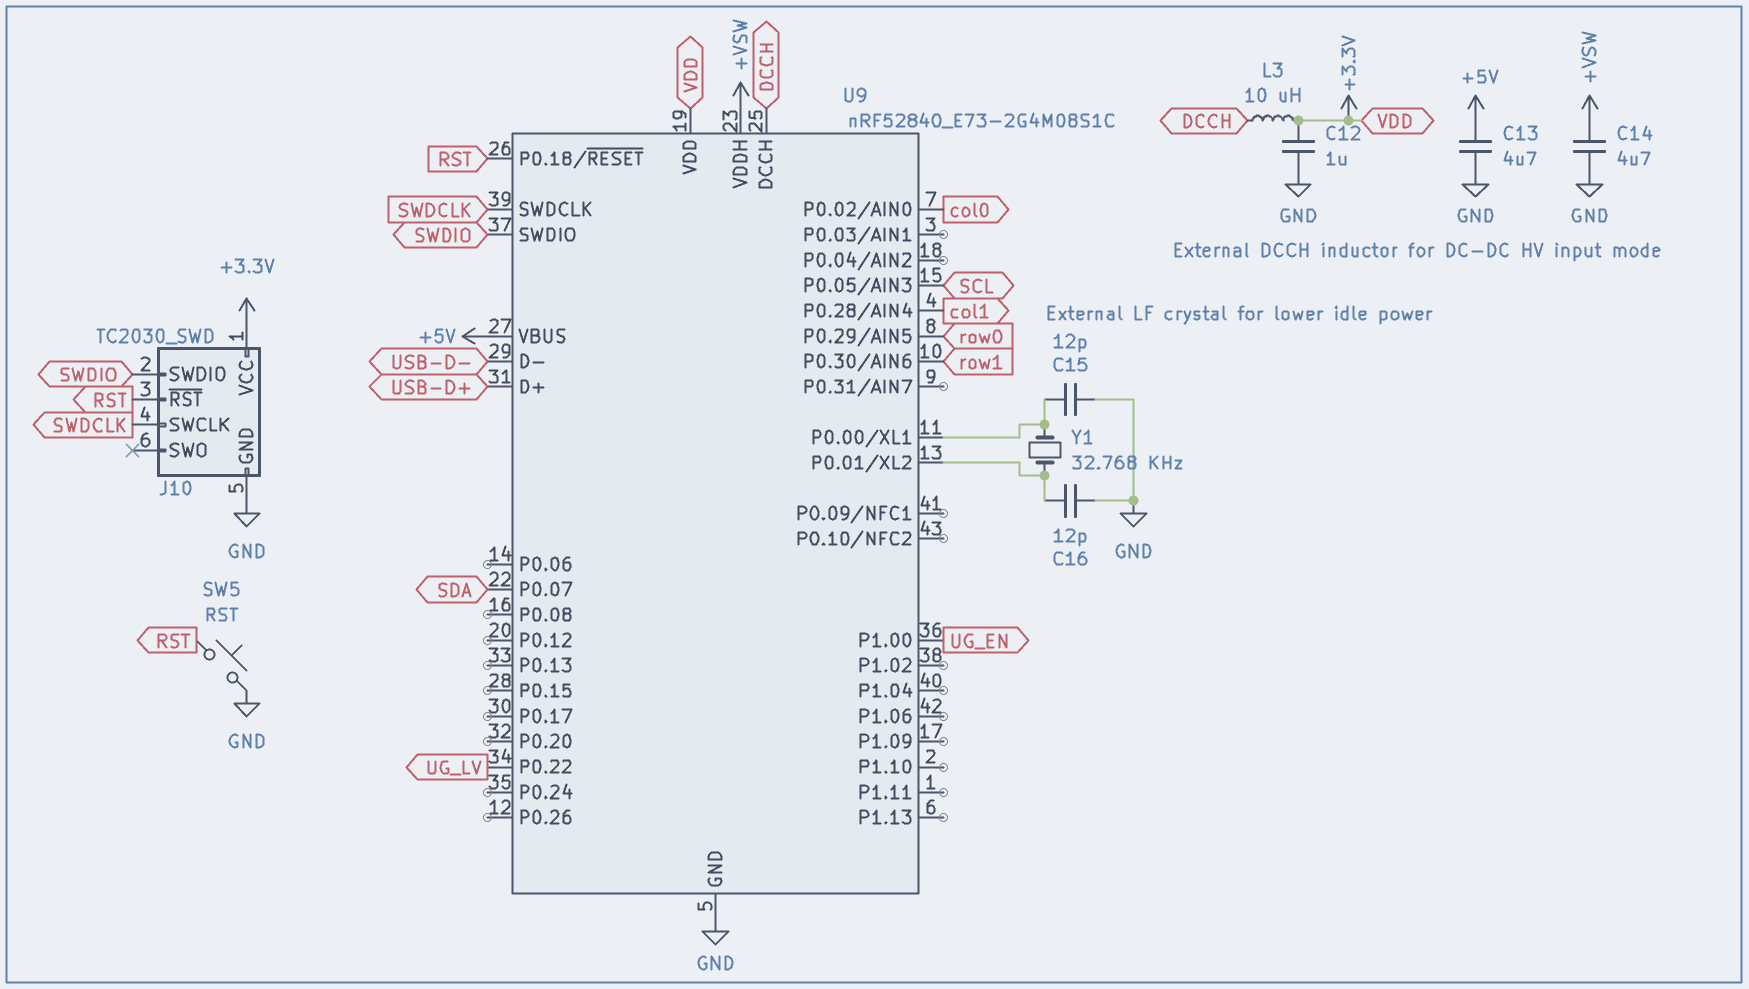 VDD
+VSW
DCCH
19
23
25
VDD
VDDH
DCCH
U9
nRF52840_E73-2G4M08S1C
RST 26 P0.18/RESET
SWDCLK 39 SWDCLK
SWDIO 37 SWDIO
+5V 27 VBUS
USB-D- 29 D-
USB-D+ 31 D+
14 P0.06
SDA 22 P0.07
16 P0.08
20 P0.12
33 P0.13
28 P0.15
30 P0.17
32 P0.20
UG_LV 34 P0.22
35 P0.24
12 P0.26
P0.02/AIN0 7 col0
P0.03/AIN1 3
P0.04/AIN2 18
P0.05/AIN3 15 SCL
P0.28/AIN4 4 col1
P0.29/AIN5 8 row0
P0.30/AIN6 10 row1
P0.31/AIN7 9
P0.00/XL1 11
P0.01/XL2 13
P0.09/NFC1 41
P0.10/NFC2 43
P1.00 36 UG_EN
P1.02 38
P1.04 40
P1.06 42
P1.09 17
P1.10 2
P1.11 1
P1.13 6
GND
5
GND
+3.3V
TC2030_SWD
1
VCC
SWDIO 2 SWDIO
RST 3 RST
SWDCLK 4 SWCLK
6 SWO
GND
J10
5
GND
SW5
RST
RST
GND
L3
10 uH
DCCH
+3.3V
VDD
C12
1u
GND
+5V
C13
4u7
GND
+VSW
C14
4u7
GND
External DCCH inductor for DC-DC HV input mode
External LF crystal for lower idle power
12p
C15
Y1
32.768 KHz
12p
C16
GND